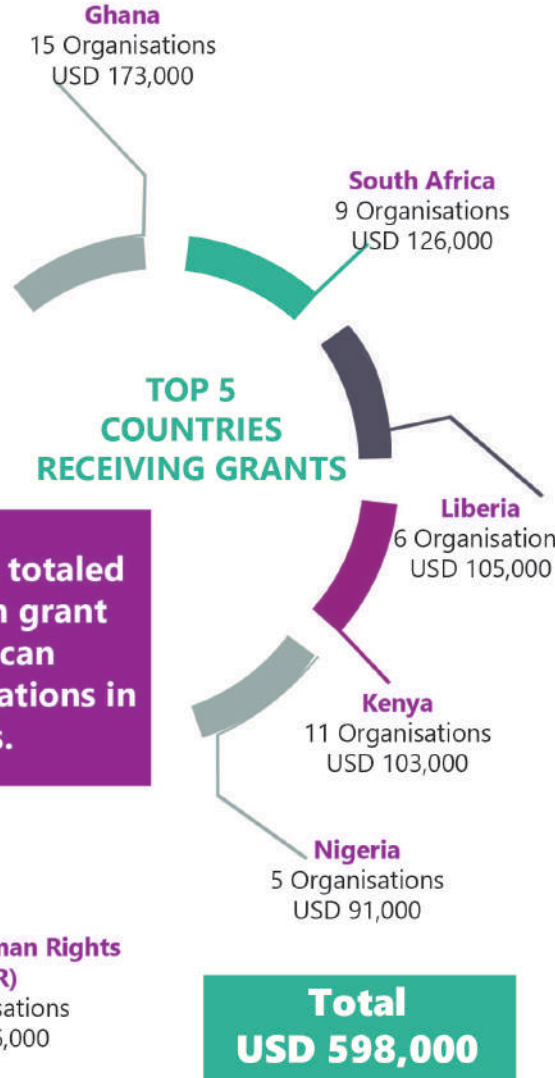 Ghana
15 Organisations
USD 173,000
South Africa
9 Organisations
USD 126,000
TOP 5
COUNTRIES
RECEIVING GRANTS
Liberia
6 Organisation
USD 105,000
totaled
grant
can
ations in
s.
Kenya
11 Organisations
USD 103,000
Nigeria
5 Organisations
USD 91,000
man Rights
R)
sations
,000
Total
USD 598,000